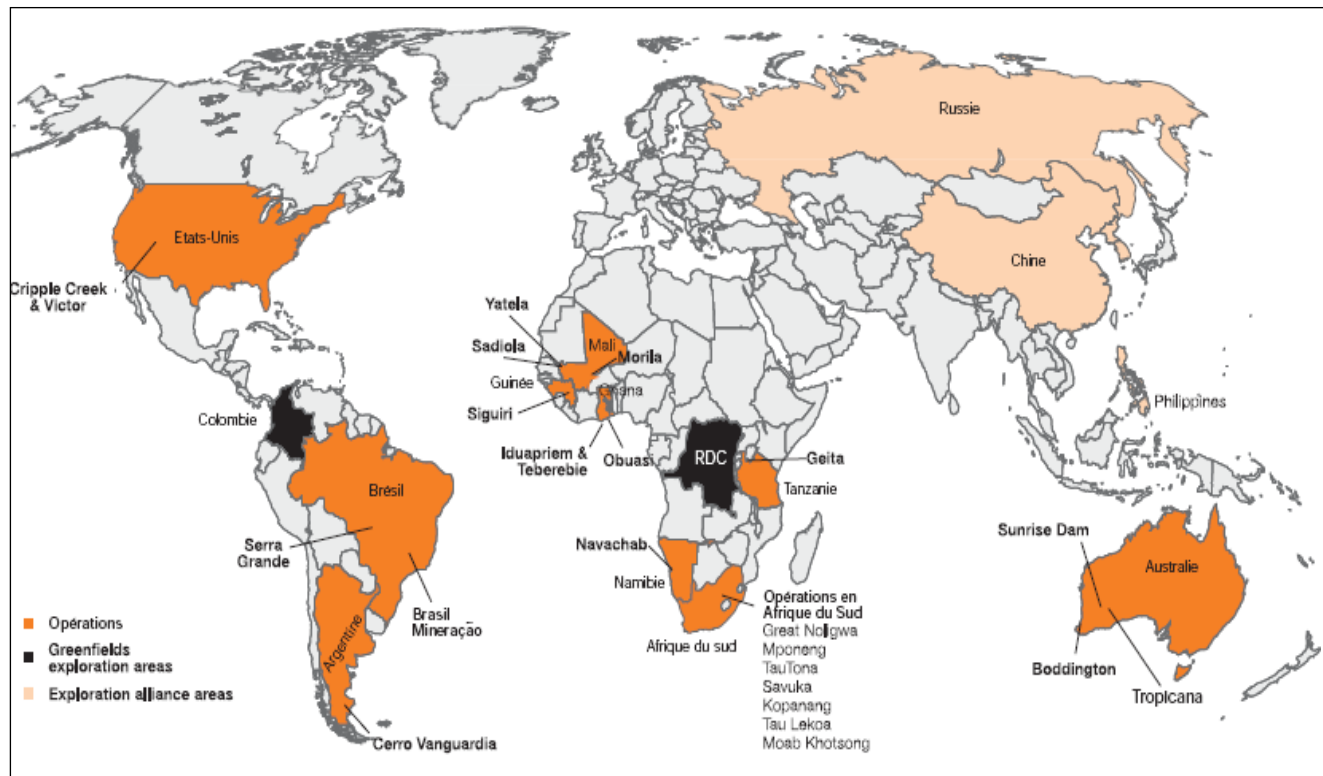 Russie
Etats-Unis
Chine
Cripple Creek
& Victor
Yatela
Sadiola
Mali
Morila
Guinée
Ghana
Siguiri
Colombie
Philippines
Iduapriem &
Teberebie
Obuasi
RDC
Geita
Tanzanie
Brésil
Serra
Grande
Navachab
Namibie
Sunrise Dam
Australie
Opérations en
Afrique du Sud
Great Noligwa
Mponeng
TauTona
Savuka
Kopanang
Tau Lekoa
Moab Khotsong
Afrique du sud
Brasil
Mineração
Argentine
Boddington
Tropicana
Cerro Vanguardia
Opérations
Greenfields
exploration areas
Exploration alliance areas